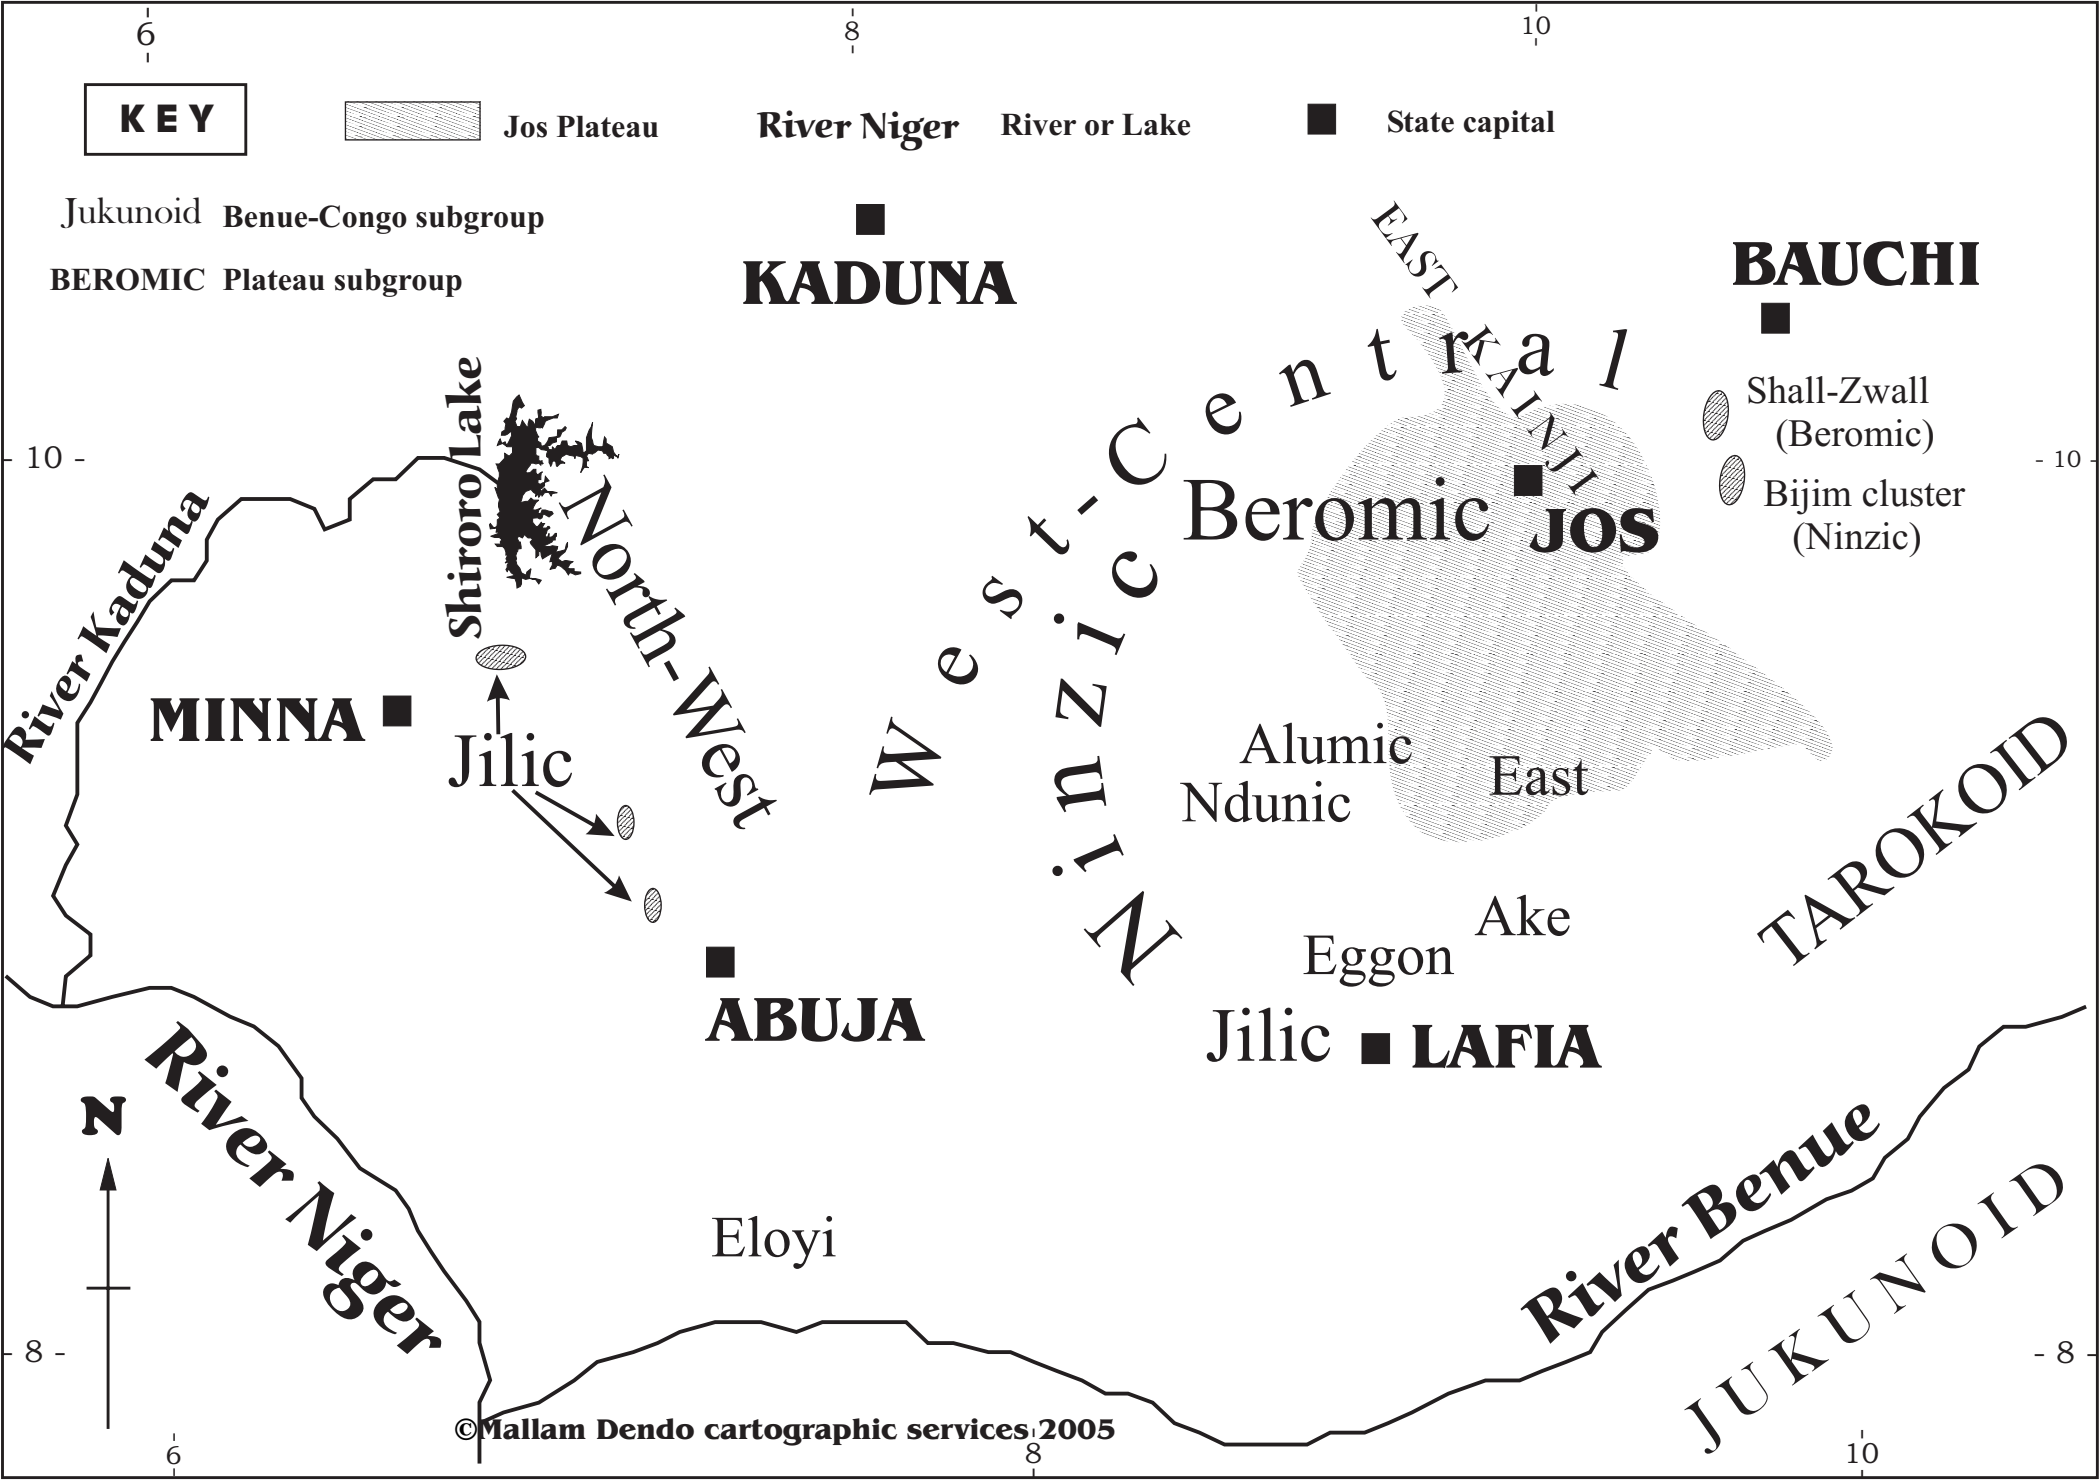 6
8
10
KEY
Jos Plateau
River Niger
River or Lake
State capital
Jukunoid
Benue-Congo subgroup
BEROMIC
Plateau subgroup
KADUNA
BAUCHI
EAST KAINJI
West-Central
Shall-Zwall
(Beromic)
- 10 -
- 10 -
Bijim cluster
(Ninzic)
Beromic
JOS
Shiroro Lake
North-West
River Kaduna
Ninzic
MINNA
Jilic
Alumic
Ndunic
East
TAROKOID
Ake
Eggon
ABUJA
Jilic
LAFIA
River Niger
N
River Benue
Eloyi
JUKUNOID
- 8 -
- 8 -
©Mallam Dendo cartographic services 2005
6
8
10